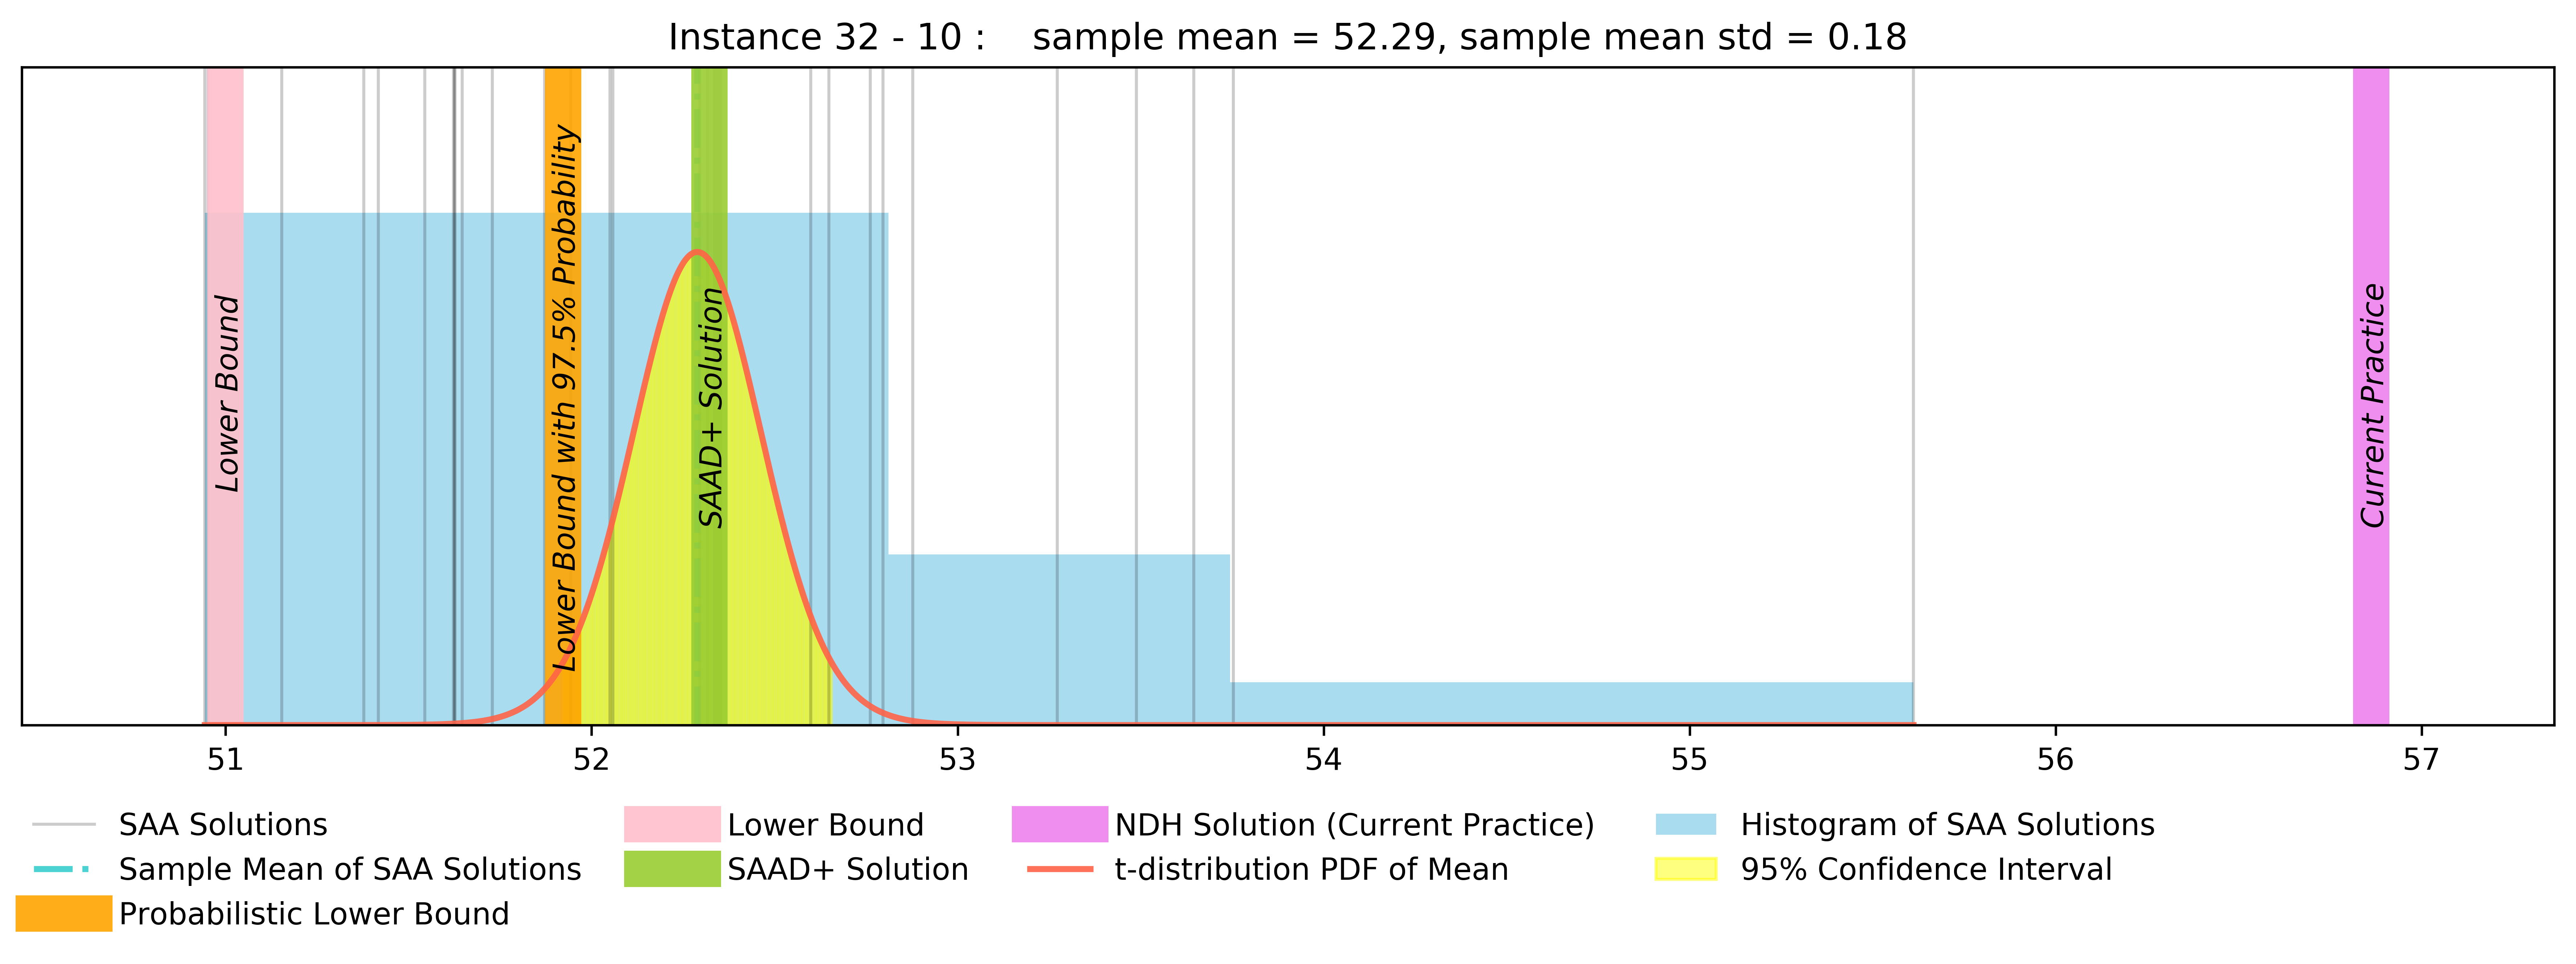 Instance 32 - 10 :    sample mean = 52.29, sample mean std = 0.18
Lower Bound
Lower Bound with 97.5% Probability
SAAD+ Solution
Current Practice
51 52 53 54 55 56 57
SAA Solutions
Sample Mean of SAA Solutions
Probabilistic Lower Bound
Lower Bound
SAAD+ Solution
NDH Solution (Current Practice)
t-distribution PDF of Mean
Histogram of SAA Solutions
95% Confidence Interval